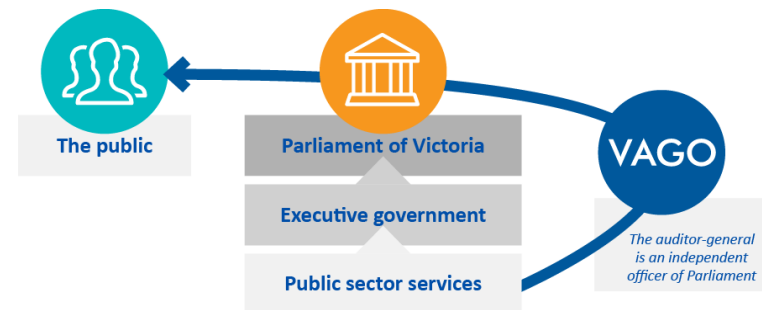 The public
Parliament of Victoria
Executive government
Public sector services
VAGO
The auditor-general
is an independent
officer of Parliament